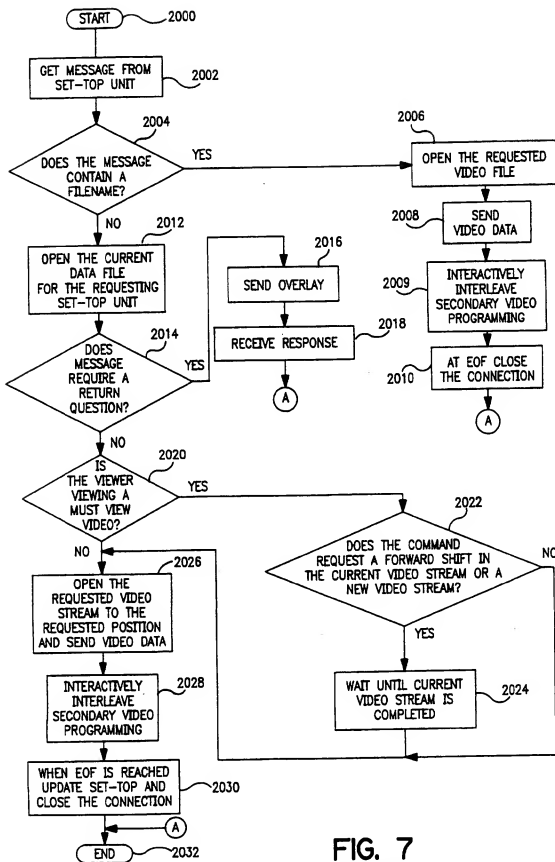 START
2000
GET MESSAGE FROM
SET-TOP UNIT
2002
2004
DOES THE MESSAGE
CONTAIN A
FILENAME?
YES
NO
2006
OPEN THE REQUESTED
VIDEO FILE
2008
SEND
VIDEO DATA
2009
INTERACTIVELY
INTERLEAVE
SECONDARY VIDEO
PROGRAMMING
2010
AT EOF CLOSE
THE CONNECTION
A
2012
OPEN THE CURRENT
DATA FILE
FOR THE REQUESTING
SET-TOP UNIT
2014
DOES
MESSAGE
REQUIRE A
RETURN
QUESTION?
YES
NO
2016
SEND OVERLAY
2018
RECEIVE RESPONSE
A
2020
IS
THE VIEWER
VIEWING A
MUST VIEW
VIDEO?
YES
NO
2022
DOES THE COMMAND
REQUEST A FORWARD SHIFT IN
THE CURRENT VIDEO STREAM OR A
NEW VIDEO STREAM?
NO
YES
WAIT UNTIL CURRENT
VIDEO STREAM IS
COMPLETED
2024
2026
OPEN THE
REQUESTED VIDEO
STREAM TO THE
REQUESTED POSITION
AND SEND VIDEO DATA
INTERACTIVELY
INTERLEAVE
SECONDARY VIDEO
PROGRAMMING
2028
WHEN EOF IS REACHED
UPDATE SET-TOP AND
CLOSE THE CONNECTION
2030
A
END
2032
FIG. 7